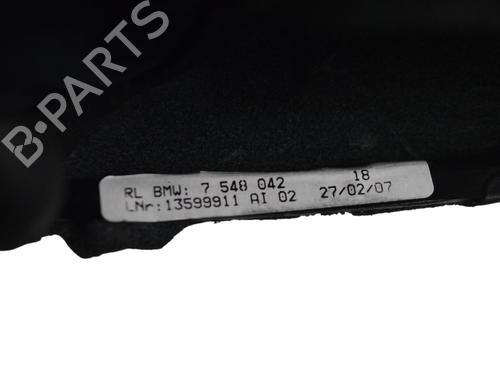 B-PARTS
RL BMW: 7 548 042 18
LNr:13599911 AI 02 27/02/07